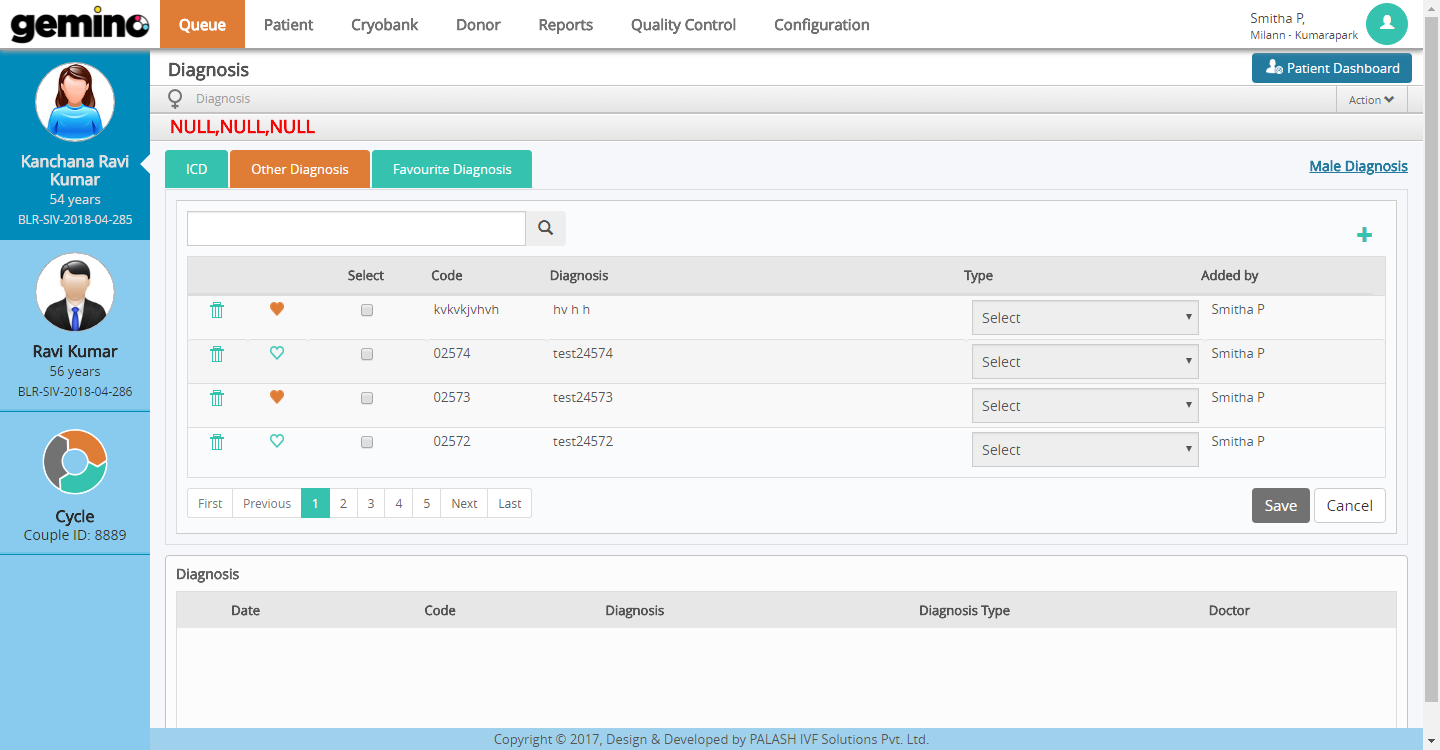 gemino
Queue Patient Cryobank Donor Reports Quality Control Configuration
Smitha P,
Milann - Kumarapark
Kanchana Ravi
Kumar
54 years
BLR-SIV-2018-04-285
Ravi Kumar
56 years
BLR-SIV-2018-04-286
Cycle
Couple ID: 8889
Diagnosis
Patient Dashboard
Diagnosis
Action
NULL,NULL,NULL
ICD Other Diagnosis Favourite Diagnosis
Male Diagnosis
Select Code Diagnosis Type Added by
kvkvkjvhvh hv h h Select Smitha P
02574 test24574 Select Smitha P
02573 test24573 Select Smitha P
02572 test24572 Select Smitha P
First Previous 1 2 3 4 5 Next Last
Save Cancel
Diagnosis
Date Code Diagnosis Diagnosis Type Doctor
Copyright © 2017, Design & Developed by PALASH IVF Solutions Pvt. Ltd.